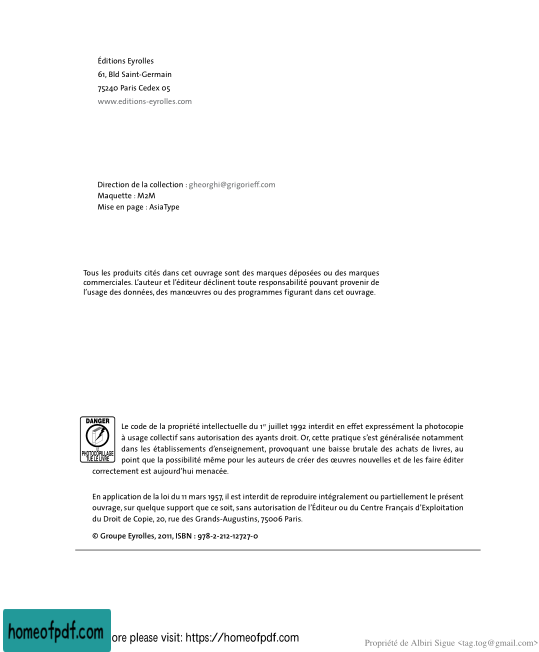 Éditions Eyrolles
61, Bld Saint-Germain
75240 Paris Cedex 05
www.editions-eyrolles.com
Direction de la collection : gheorghi@grigorieff.com
Maquette : M2M
Mise en page : AsiaType
Tous les produits cités dans cet ouvrage sont des marques déposées ou des marques
commerciales. L’auteur et l’éditeur déclinent toute responsabilité pouvant provenir de
l’usage des données, des manœuvres ou des programmes figurant dans cet ouvrage.
DANGER
PHOTOCOPILLAGE
TUE LE LIVRE
Le code de la propriété intellectuelle du 1er juillet 1992 interdit en effet expressément la photocopie
à usage collectif sans autorisation des ayants droit. Or, cette pratique s’est généralisée notamment
dans les établissements d’enseignement, provoquant une baisse brutale des achats de livres, au
point que la possibilité même pour les auteurs de créer des œuvres nouvelles et de les faire éditer
correctement est aujourd’hui menacée.
En application de la loi du 11 mars 1957, il est interdit de reproduire intégralement ou partiellement le présent
ouvrage, sur quelque support que ce soit, sans autorisation de l’Éditeur ou du Centre Français d’Exploitation
du Droit de Copie, 20, rue des Grands-Augustins, 75006 Paris.
© Groupe Eyrolles, 2011, ISBN : 978-2-212-12727-0
homeofpdf.com
ore please visit: https://homeofpdf.com
Propriété de Albiri Sigue <tag.tog@gmail.com>